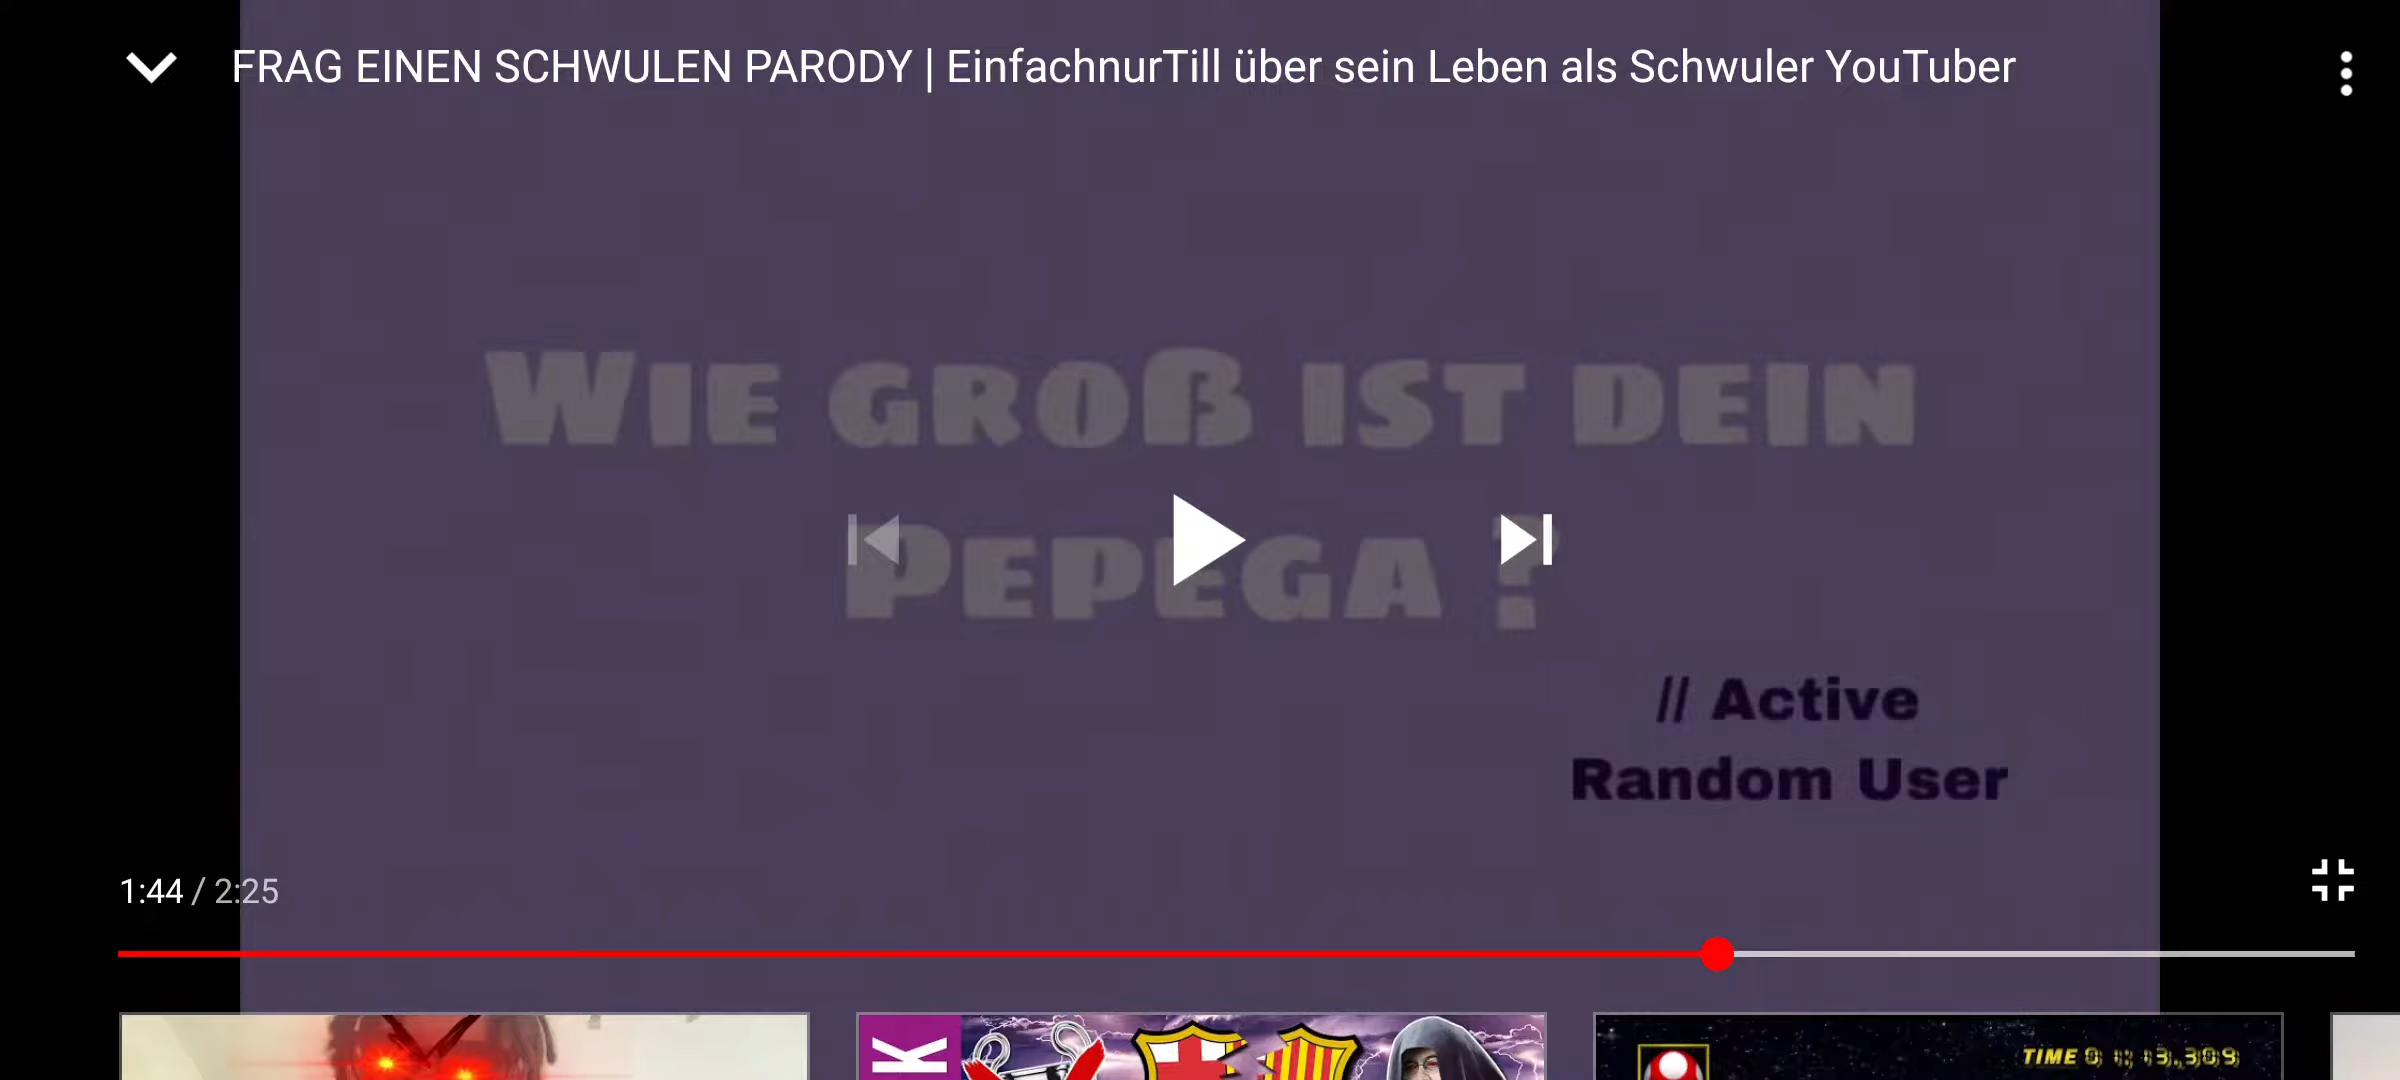 FRAG EINEN SCHWULEN PARODY | EinfachnurTill über sein Leben als Schwuler YouTuber
Wie groß ist dein
Pepega ?
// Active
Random User
1:44 / 2:25
K
TIME